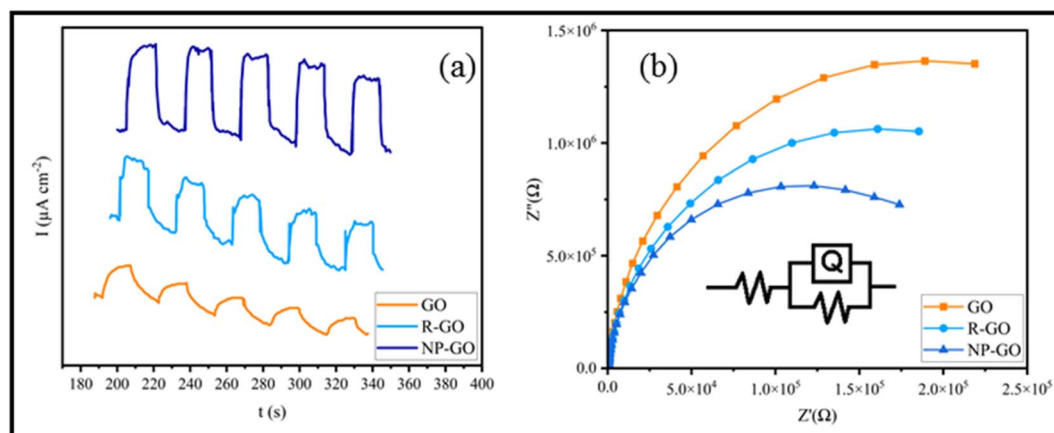 (a)
I (μA cm⁻²)
GO
R-GO
NP-GO
180 200 220 240 260 280 300 320 340 360 380 400
t (s)
(b)
1.5×10⁶
1.0×10⁶
5.0×10⁵
0.0
Z"(Ω)
Q
GO
R-GO
NP-GO
0.0 5.0×10⁴ 1.0×10⁵ 1.5×10⁵ 2.0×10⁵ 2.5×10⁵
Z'(Ω)